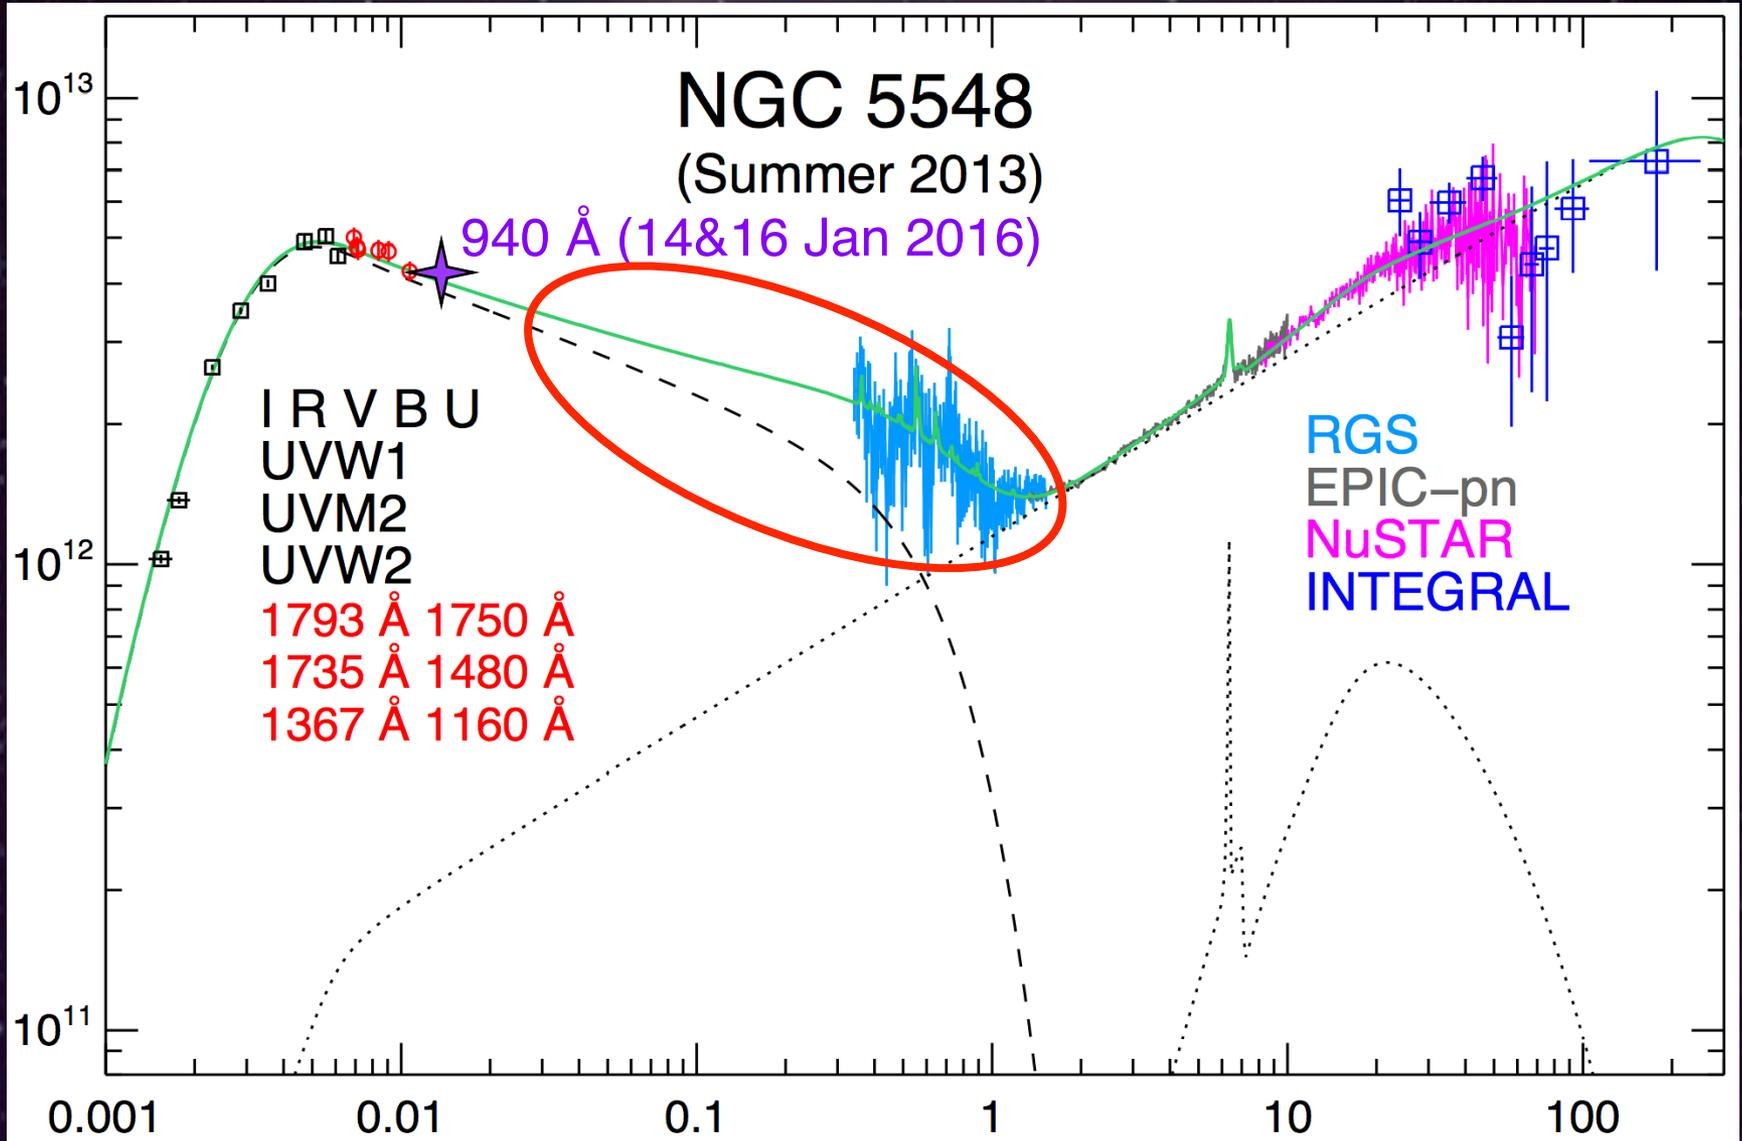 10¹³
10¹²
10¹¹
NGC 5548
(Summer 2013)
940 Å (14&16 Jan 2016)
I R V B U
UVW1
UVM2
UVW2
1793 Å 1750 Å
1735 Å 1480 Å
1367 Å 1160 Å
RGS
EPIC–pn
NuSTAR
INTEGRAL
0.001 0.01 0.1 1 10 100